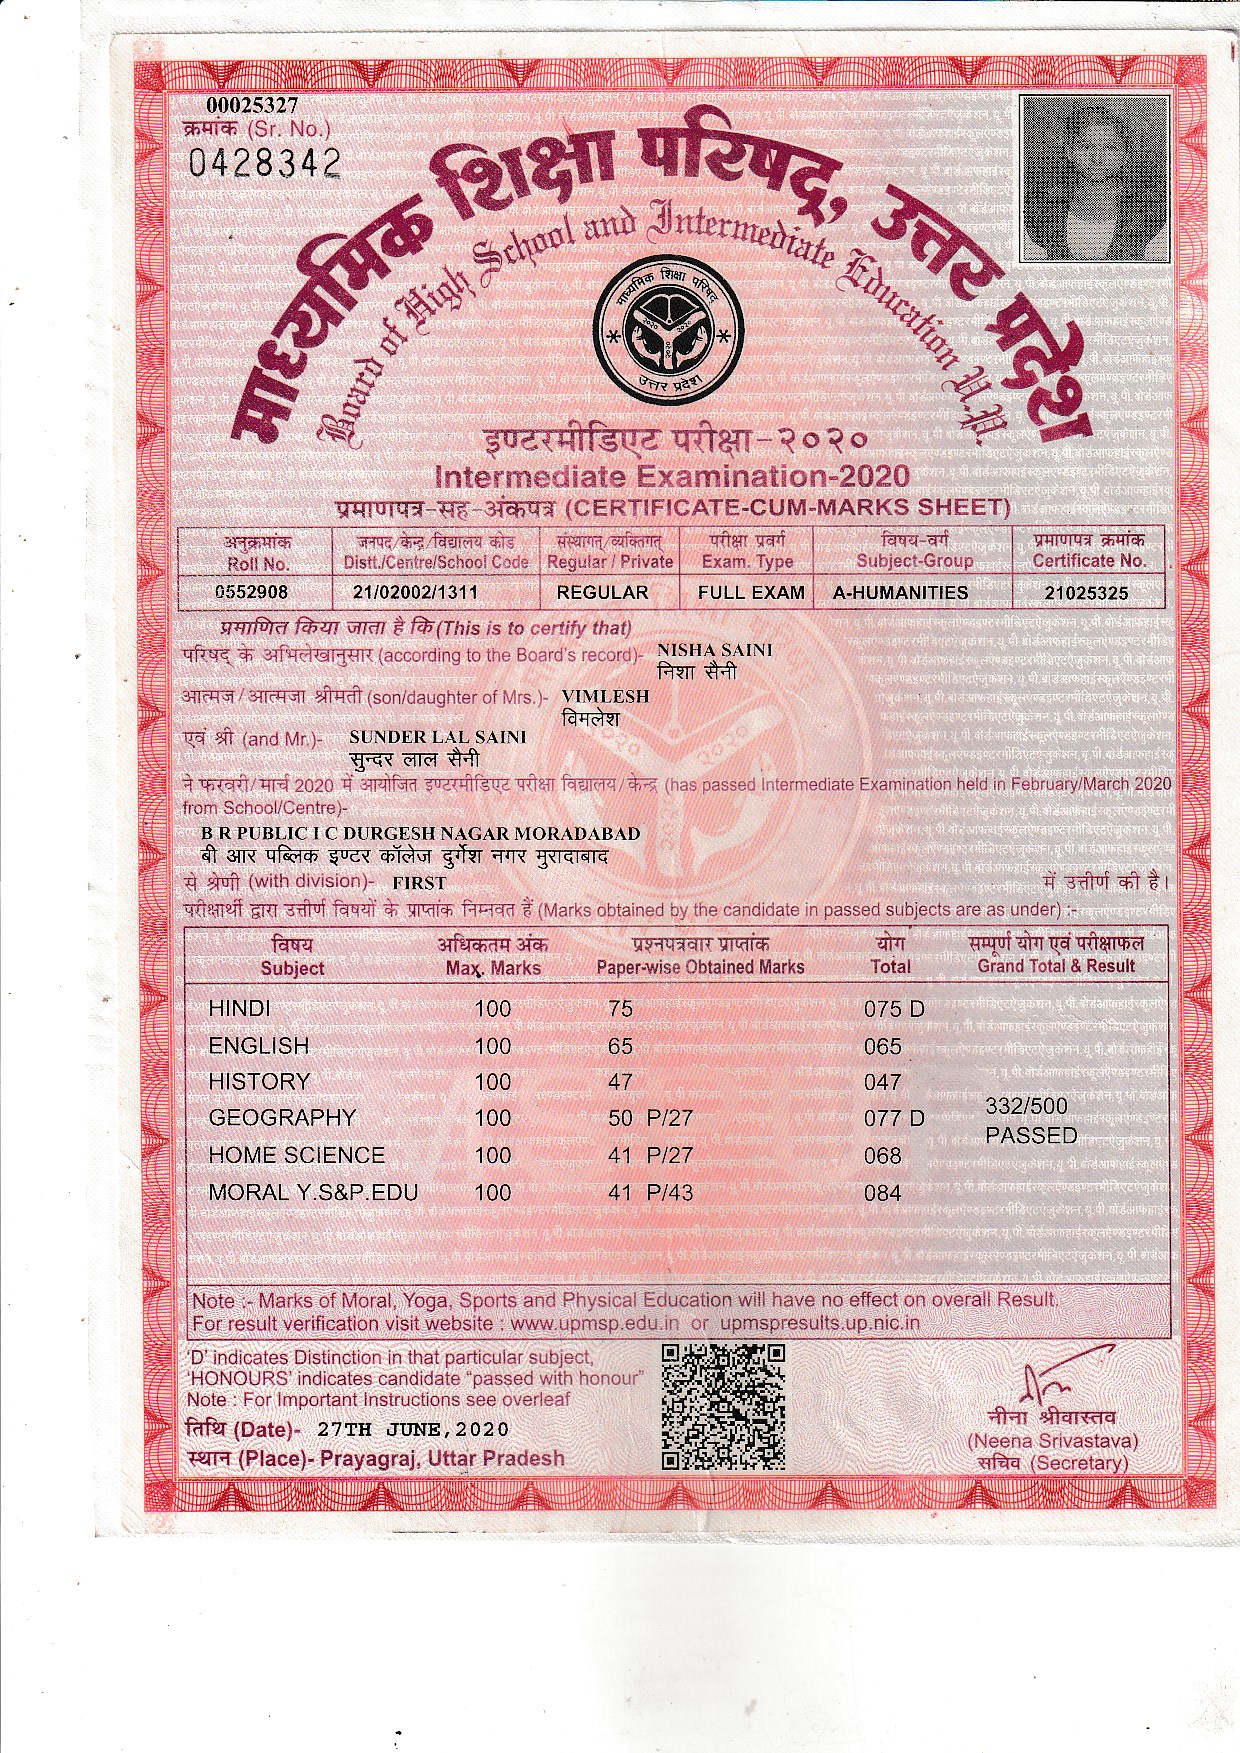 00025327
क्रमांक (Sr. No.)
0428342
माध्यमिक शिक्षा परिषद्, उत्तर प्रदेश
Board of High School and Intermediate Education U.P.
माध्यमिक शिक्षा परिषद
उत्तर प्रदेश
इण्टरमीडिएट परीक्षा-२०२०
Intermediate Examination-2020
प्रमाणपत्र-सह-अंकपत्र (CERTIFICATE-CUM-MARKS SHEET)
अनुक्रमांक जनपद/केन्द्र/विद्यालय कोड संस्थागत/व्यक्तिगत परीक्षा प्रवर्ग विषय-वर्ग प्रमाणपत्र क्रमांक
Roll No. Distt./Centre/School Code Regular / Private Exam. Type Subject-Group Certificate No.
0552908 21/02002/1311 REGULAR FULL EXAM A-HUMANITIES 21025325
प्रमाणित किया जाता है कि (This is to certify that)
परिषद् के अभिलेखानुसार (according to the Board's record)- NISHA SAINI
निशा सैनी
आत्मज/आत्मजा श्रीमती (son/daughter of Mrs.)- VIMLESH
विमलेश
एवं श्री (and Mr.)- SUNDER LAL SAINI
सुन्दर लाल सैनी
ने फरवरी/मार्च 2020 में आयोजित इण्टरमीडिएट परीक्षा विद्यालय/केन्द्र (has passed Intermediate Examination held in February/March 2020
from School/Centre)-
B R PUBLIC I C DURGESH NAGAR MORADABAD
बी आर पब्लिक इण्टर कॉलेज दुर्गेश नगर मुरादाबाद
से श्रेणी (with division)- FIRST में उत्तीर्ण की है।
परीक्षार्थी द्वारा उत्तीर्ण विषयों के प्राप्तांक निम्नवत हैं (Marks obtained by the candidate in passed subjects are as under) :-
विषय अधिकतम अंक प्रश्नपत्रवार प्राप्तांक योग सम्पूर्ण योग एवं परीक्षाफल
Subject Max. Marks Paper-wise Obtained Marks Total Grand Total & Result
HINDI 100 75 075 D
ENGLISH 100 65 065
HISTORY 100 47 047
GEOGRAPHY 100 50 P/27 077 D
332/500
PASSED
HOME SCIENCE 100 41 P/27 068
MORAL Y.S&P.EDU 100 41 P/43 084
Note :- Marks of Moral, Yoga, Sports and Physical Education will have no effect on overall Result.
For result verification visit website : www.upmsp.edu.in or upmspresults.up.nic.in
'D' indicates Distinction in that particular subject,
'HONOURS' indicates candidate "passed with honour"
Note : For Important Instructions see overleaf
तिथि (Date)- 27TH JUNE,2020
स्थान (Place)- Prayagraj, Uttar Pradesh
नीना श्रीवास्तव
(Neena Srivastava)
सचिव (Secretary)